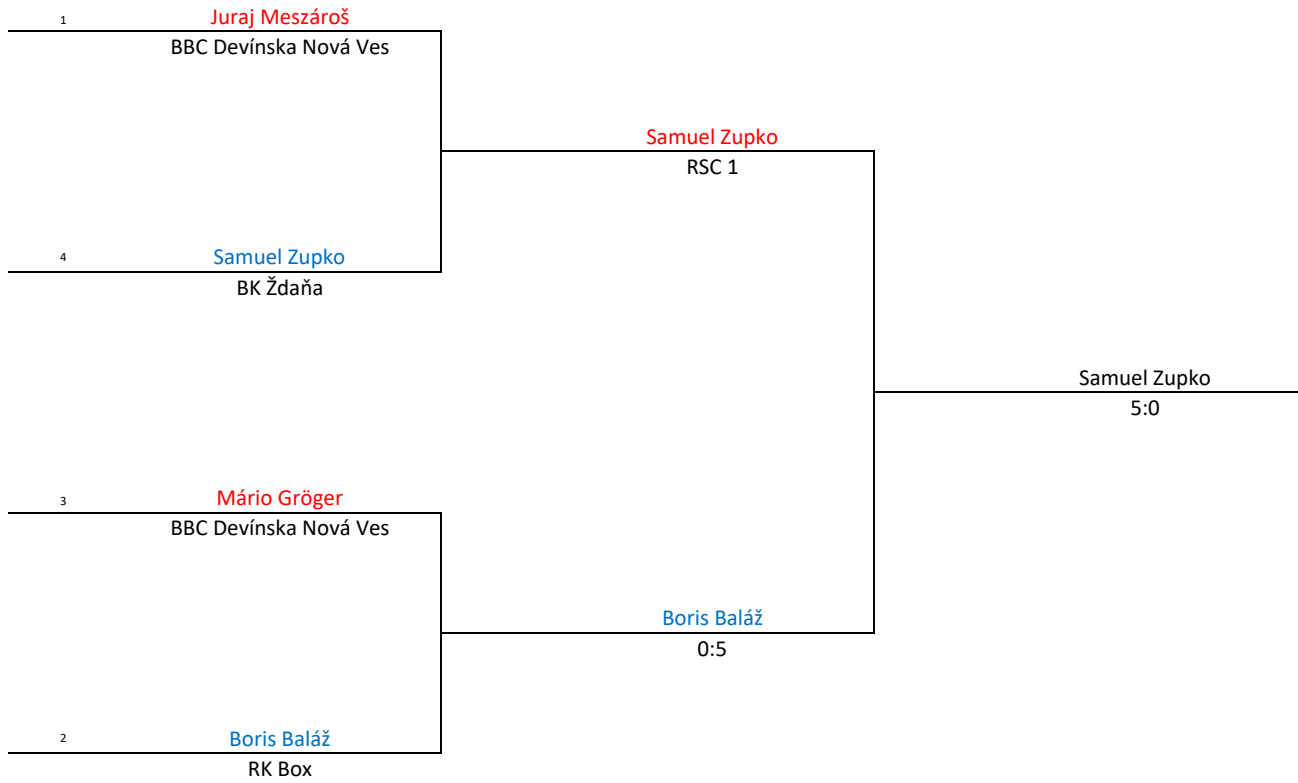 1 Juraj Meszároš
BBC Devínska Nová Ves
Samuel Zupko
RSC 1
4 Samuel Zupko
BK Ždaňa
Samuel Zupko
5:0
3 Mário Gröger
BBC Devínska Nová Ves
Boris Baláž
0:5
2 Boris Baláž
RK Box